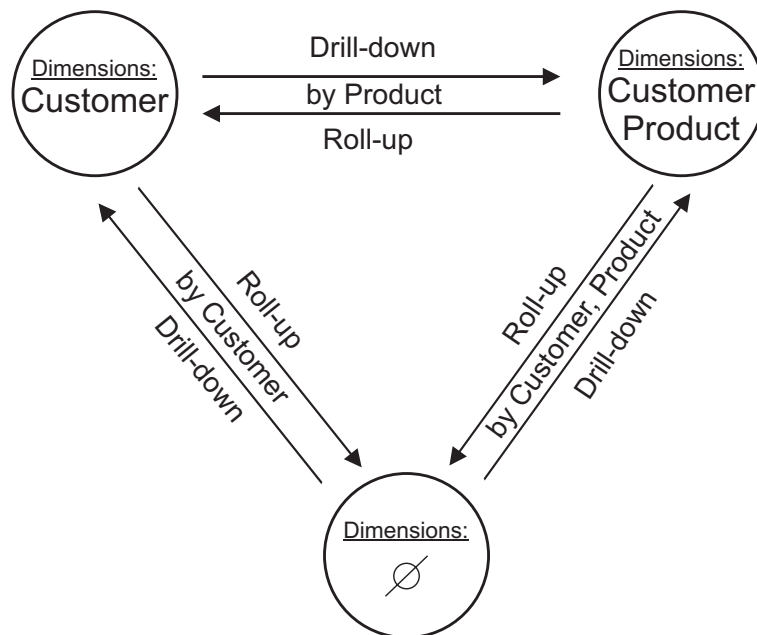 Dimensions:
Customer
Drill-down
by Product
Roll-up
Dimensions:
Customer
Product
Roll-up
by Customer
Drill-down
Roll-up
by Customer, Product
Drill-down
Dimensions:
∅